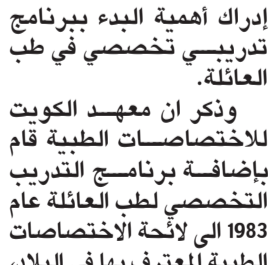 إدراك أهمية البدء ببرنامج
تدريبي تخصصي في طب
العائلة.
وذكر ان معهد الكويت
للاختصاصات الطبية قام
بإضافة برنامج التدريب
التخصصي لطب العائلة عام
1983 الى لائحة الاختصاصات
الطبية المعترف بها في البلاد،